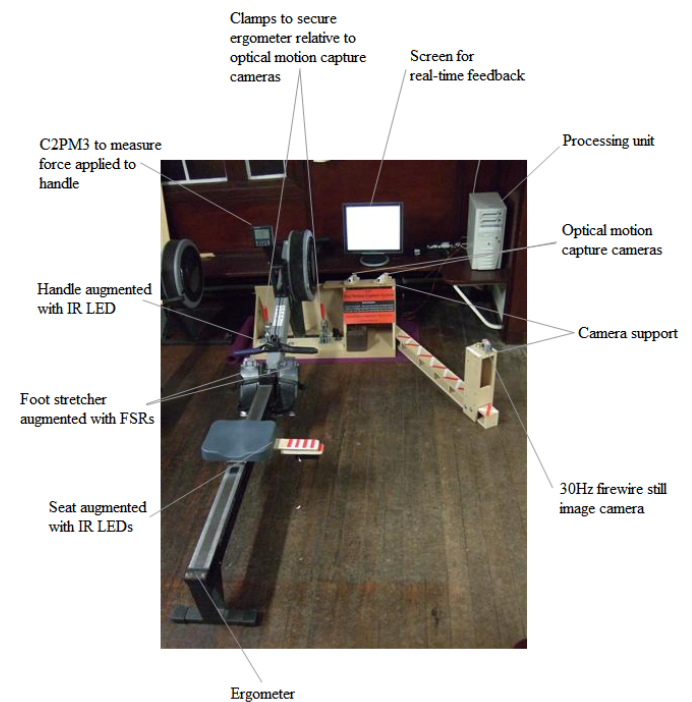 Clamps to secure
ergometer relative to
optical motion capture
cameras
Screen for
real-time feedback
C2PM3 to measure
force applied to
handle
Processing unit
Optical motion
capture cameras
Handle augmented
with IR LED
Camera support
Foot stretcher
augmented with FSRs
30Hz firewire still
image camera
Seat augmented
with IR LEDs
Ergometer